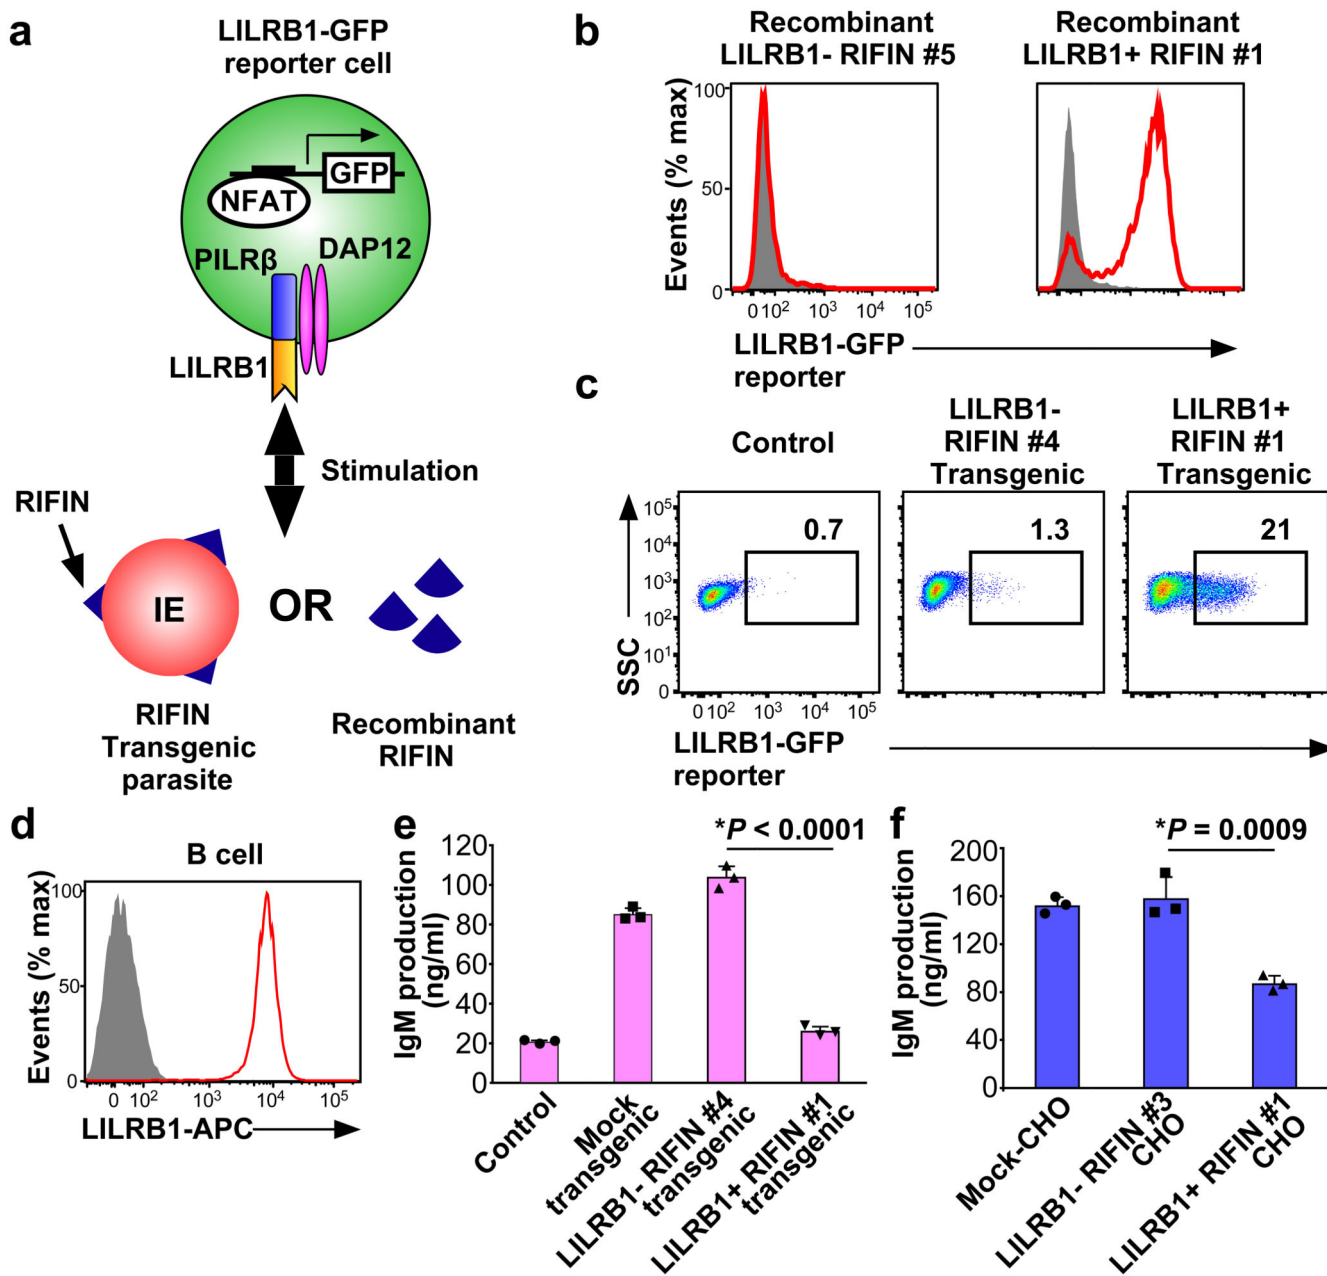 a
LILRB1-GFP
reporter cell
GFP
NFAT
PILRβ
DAP12
LILRB1
Stimulation
RIFIN
IE
OR
RIFIN
Transgenic
parasite
Recombinant
RIFIN
b
Recombinant
LILRB1- RIFIN #5
Recombinant
LILRB1+ RIFIN #1
Events (% max)
100
50
0
0 10² 10³ 10⁴ 10⁵
LILRB1-GFP
reporter
c
Control
LILRB1-
RIFIN #4
Transgenic
LILRB1+
RIFIN #1
Transgenic
0.7
1.3
21
SSC
10⁵
10⁴
10³
10²
10¹
0
0 10² 10³ 10⁴ 10⁵
LILRB1-GFP
reporter
d
B cell
Events (% max)
100
50
0
0 10² 10³ 10⁴ 10⁵
LILRB1-APC
e
*P < 0.0001
IgM production
(ng/ml)
120
100
80
60
40
20
0
Control
Mock
transgenic
LILRB1- RIFIN #4
transgenic
LILRB1+ RIFIN #1
transgenic
f
*P = 0.0009
IgM production
(ng/ml)
200
160
120
80
40
0
Mock-CHO
LILRB1- RIFIN #3
CHO
LILRB1+ RIFIN #1
CHO